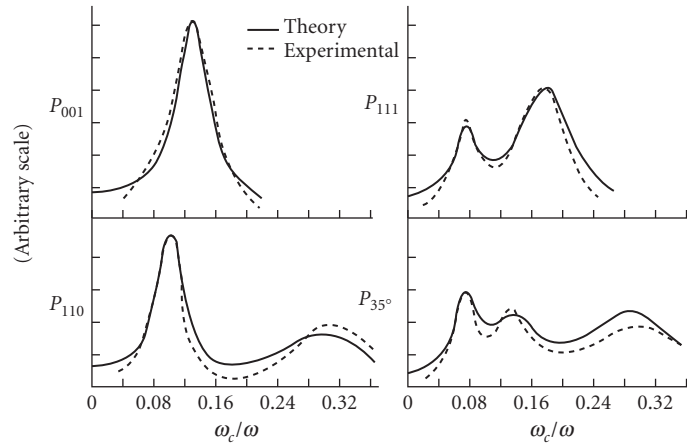 Theory
Experimental
P001
P111
(Arbitrary scale)
P110
P35°
0 0.08 0.16 0.24 0.32 0 0.08 0.16 0.24 0.32
ωc/ω ωc/ω